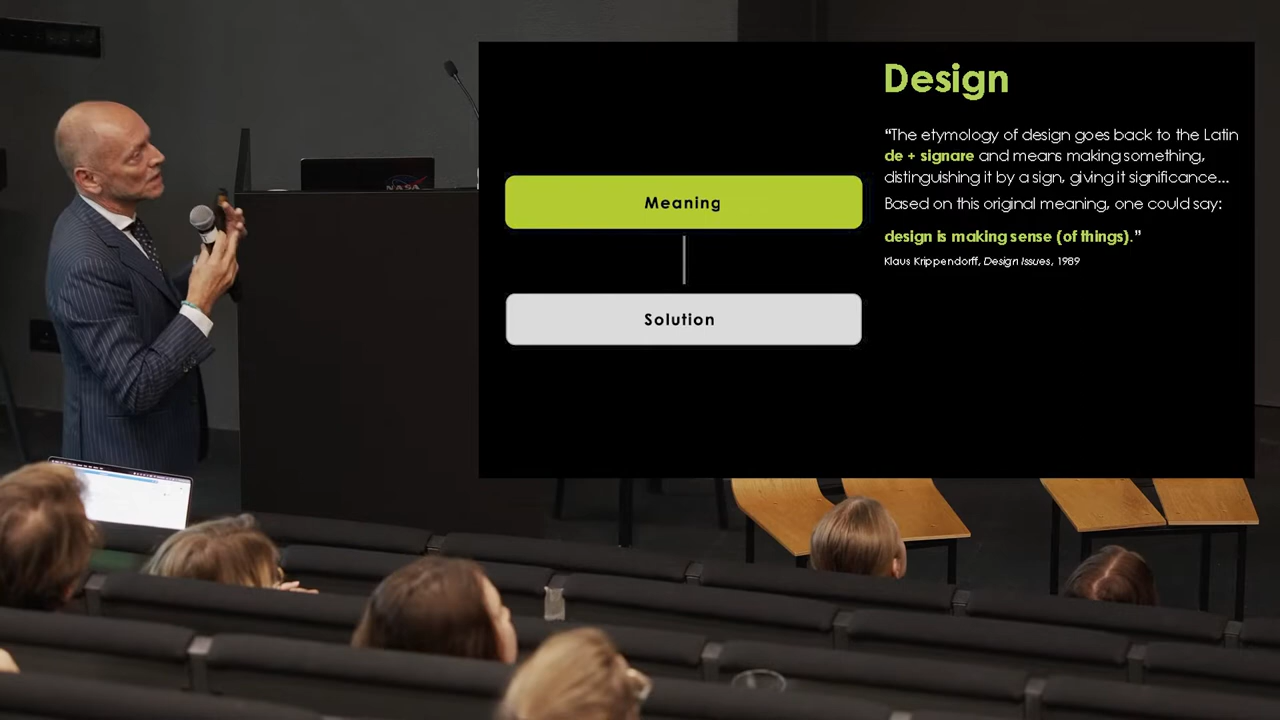 NASA
Meaning
Solution
Design
“The etymology of design goes back to the Latin
de + signare and means making something,
distinguishing it by a sign, giving it significance...
Based on this original meaning, one could say:
design is making sense (of things).”
Klaus Krippendorff, Design Issues, 1989